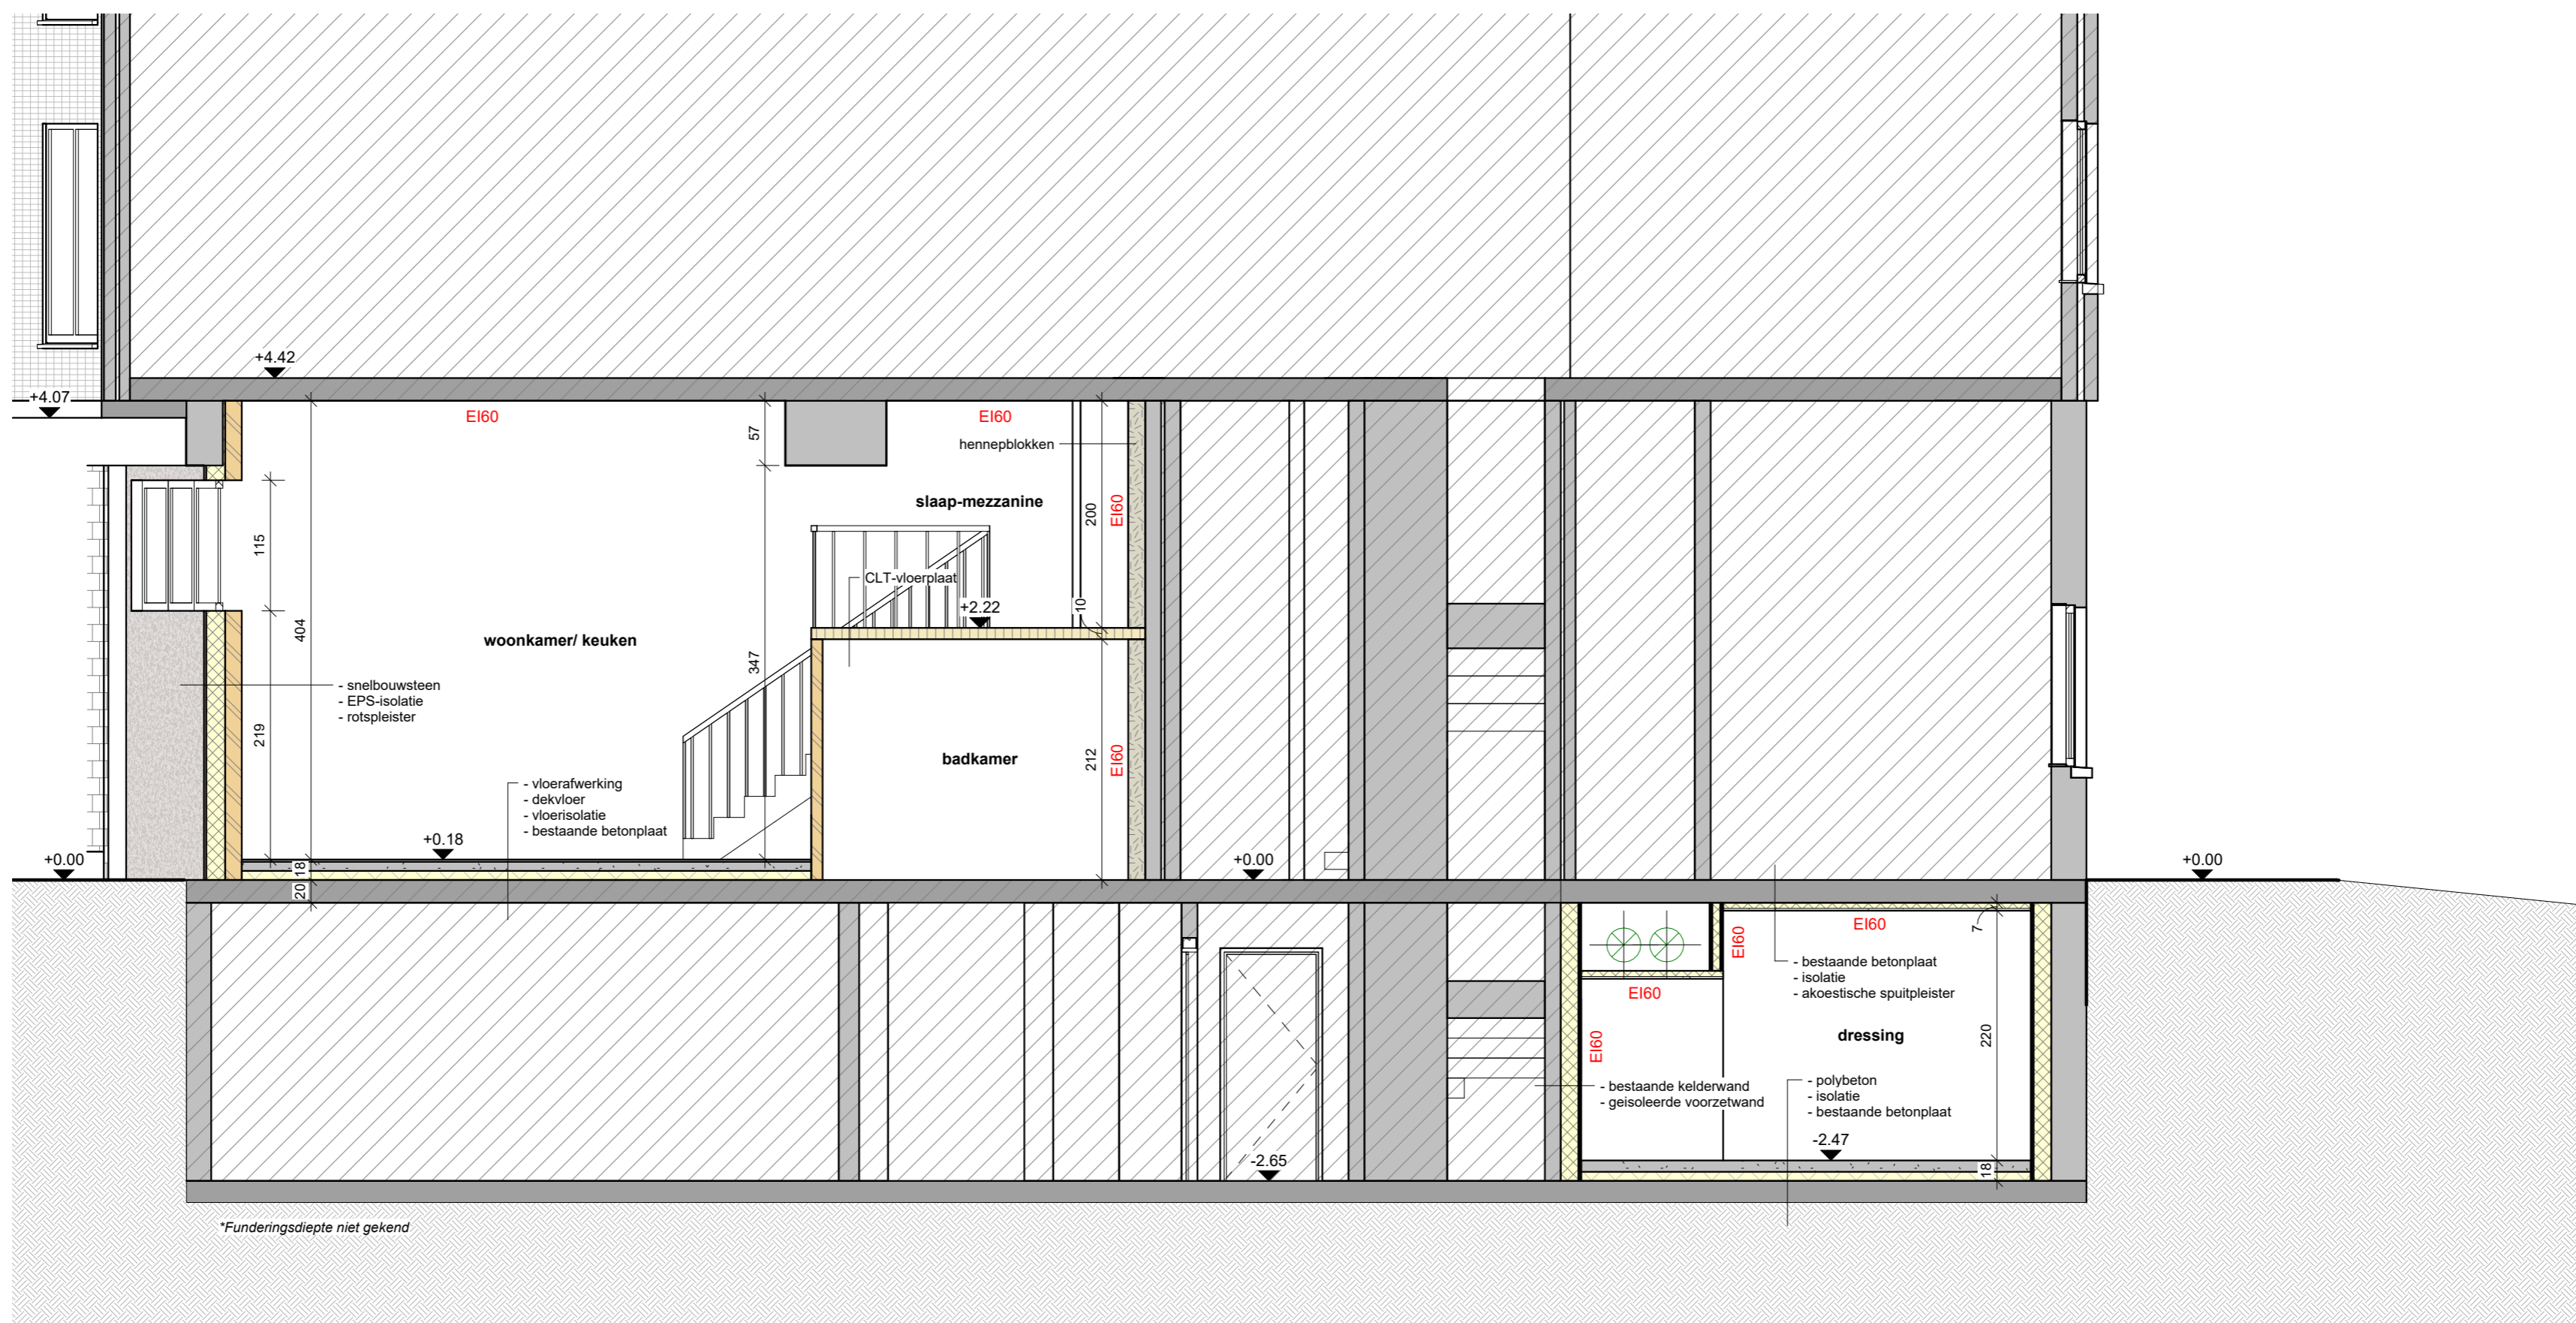 +4.42
+4.07
EI60
EI60
57
hennepblokken
slaap-mezzanine
200
EI60
115
CLT-vloerplaat
+2.22
10
404
woonkamer/ keuken
347
- snelbouwsteen
- EPS-isolatie
- rotspleister
219
badkamer
212
EI60
- vloerafwerking
- dekvloer
- vloerisolatie
- bestaande betonplaat
+0.18
+0.00
18
20
+0.00
+0.00
EI60
EI60
7
- bestaande betonplaat
- isolatie
- akoestische spuitpleister
EI60
EI60
dressing
220
- bestaande kelderwand
- geisoleerde voorzetwand
- polybeton
- isolatie
- bestaande betonplaat
-2.47
-2.65
18
*Funderingsdiepte niet gekend